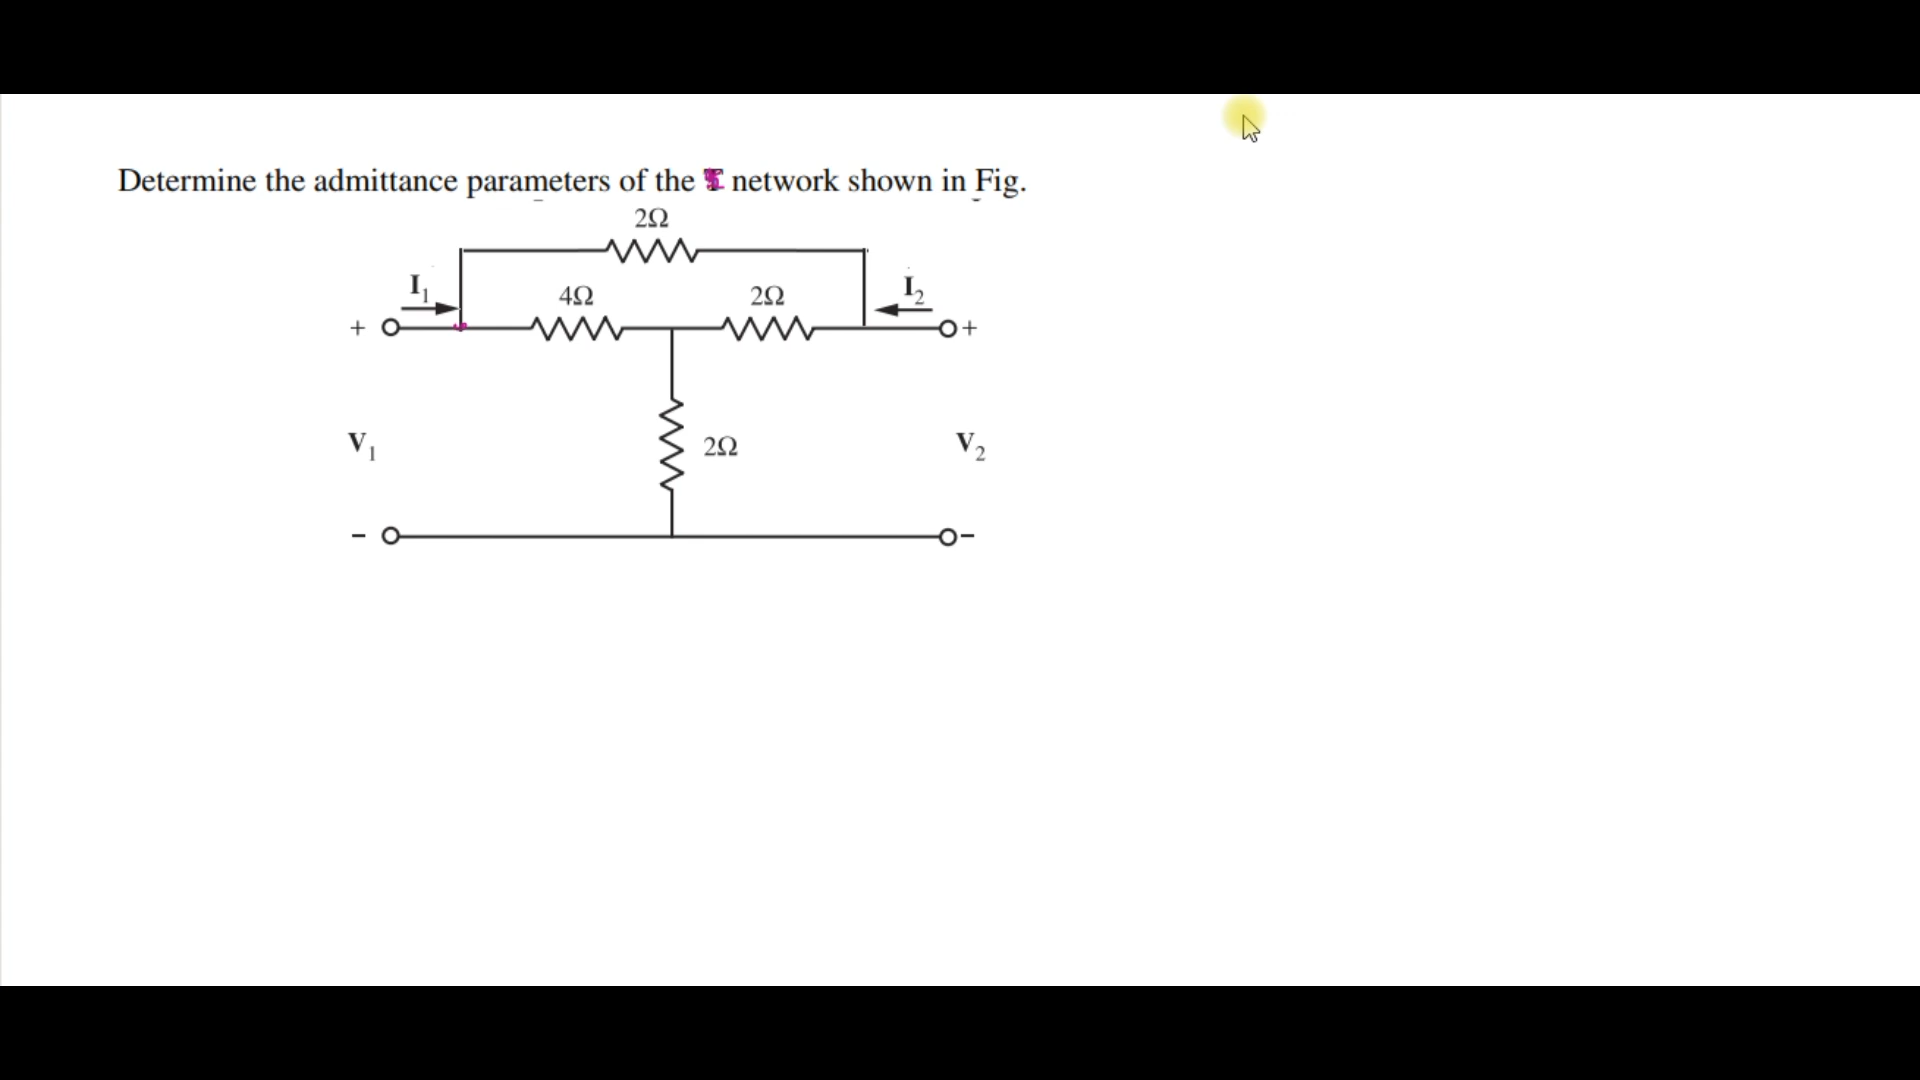 Determine the admittance parameters of the network shown in Fig.
2Ω
I₁
4Ω
2Ω
I₂
+
+
V₁
2Ω
V₂
-
-